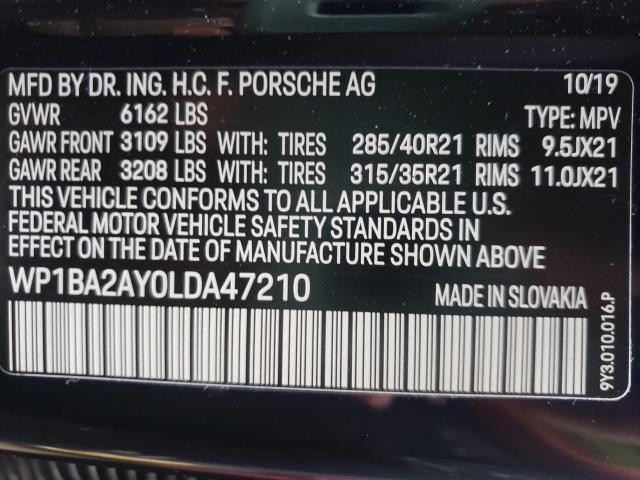 MFD BY DR. ING. H.C. F. PORSCHE AG 10/19
GVWR 6162 LBS TYPE: MPV
GAWR FRONT 3109 LBS WITH: TIRES 285/40R21 RIMS 9.5JX21
GAWR REAR 3208 LBS WITH: TIRES 315/35R21 RIMS 11.0JX21
THIS VEHICLE CONFORMS TO ALL APPLICABLE U.S.
FEDERAL MOTOR VEHICLE SAFETY STANDARDS IN
EFFECT ON THE DATE OF MANUFACTURE SHOWN ABOVE
WP1BA2AY0LDA47210 MADE IN SLOVAKIA
9Y3.010.016.P